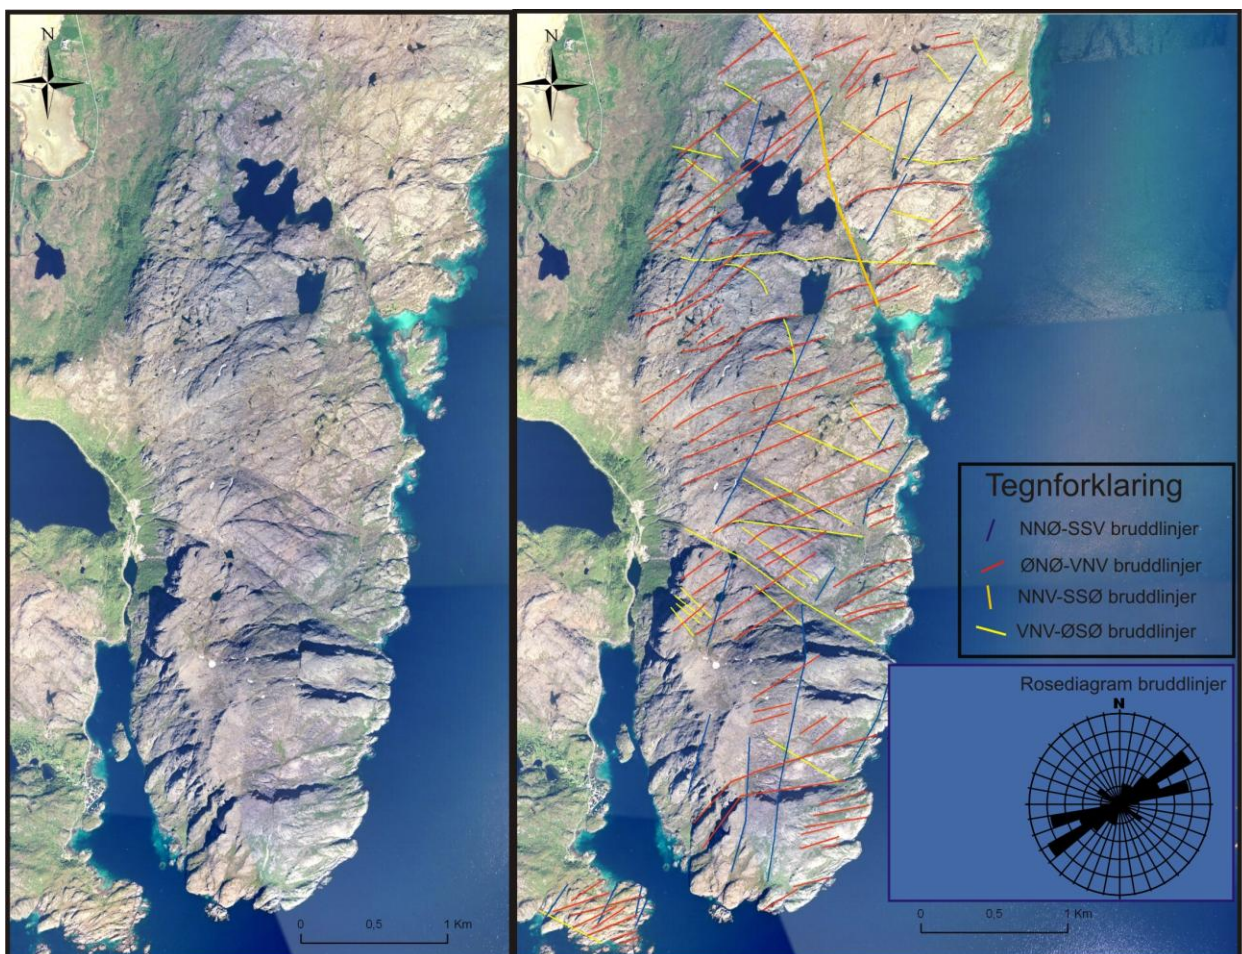 N
N
Tegnforklaring
NNØ-SSV bruddlinjer
ØNØ-VNV bruddlinjer
NNV-SSØ bruddlinjer
VNV-ØSØ bruddlinjer
Rosediagram bruddlinjer
N
0 0,5 1 Km
0 0,5 1 Km